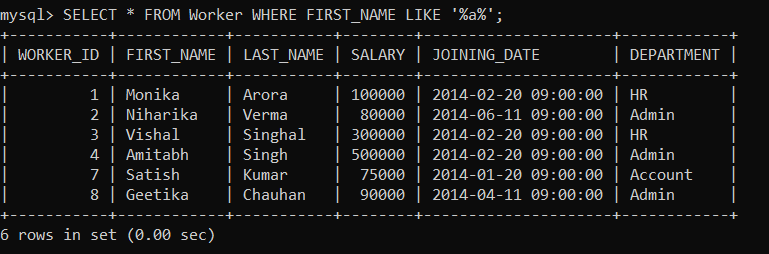 mysql> SELECT * FROM Worker WHERE FIRST_NAME LIKE '%a%';
+-----------+------------+-----------+--------+---------------------+------------+
| WORKER_ID | FIRST_NAME | LAST_NAME | SALARY | JOINING_DATE        | DEPARTMENT |
+-----------+------------+-----------+--------+---------------------+------------+
|         1 | Monika     | Arora     | 100000 | 2014-02-20 09:00:00 | HR         |
|         2 | Niharika   | Verma     |  80000 | 2014-06-11 09:00:00 | Admin      |
|         3 | Vishal     | Singhal   | 300000 | 2014-02-20 09:00:00 | HR         |
|         4 | Amitabh    | Singh     | 500000 | 2014-02-20 09:00:00 | Admin      |
|         7 | Satish     | Kumar     |  75000 | 2014-01-20 09:00:00 | Account    |
|         8 | Geetika    | Chauhan   |  90000 | 2014-04-11 09:00:00 | Admin      |
+-----------+------------+-----------+--------+---------------------+------------+
6 rows in set (0.00 sec)